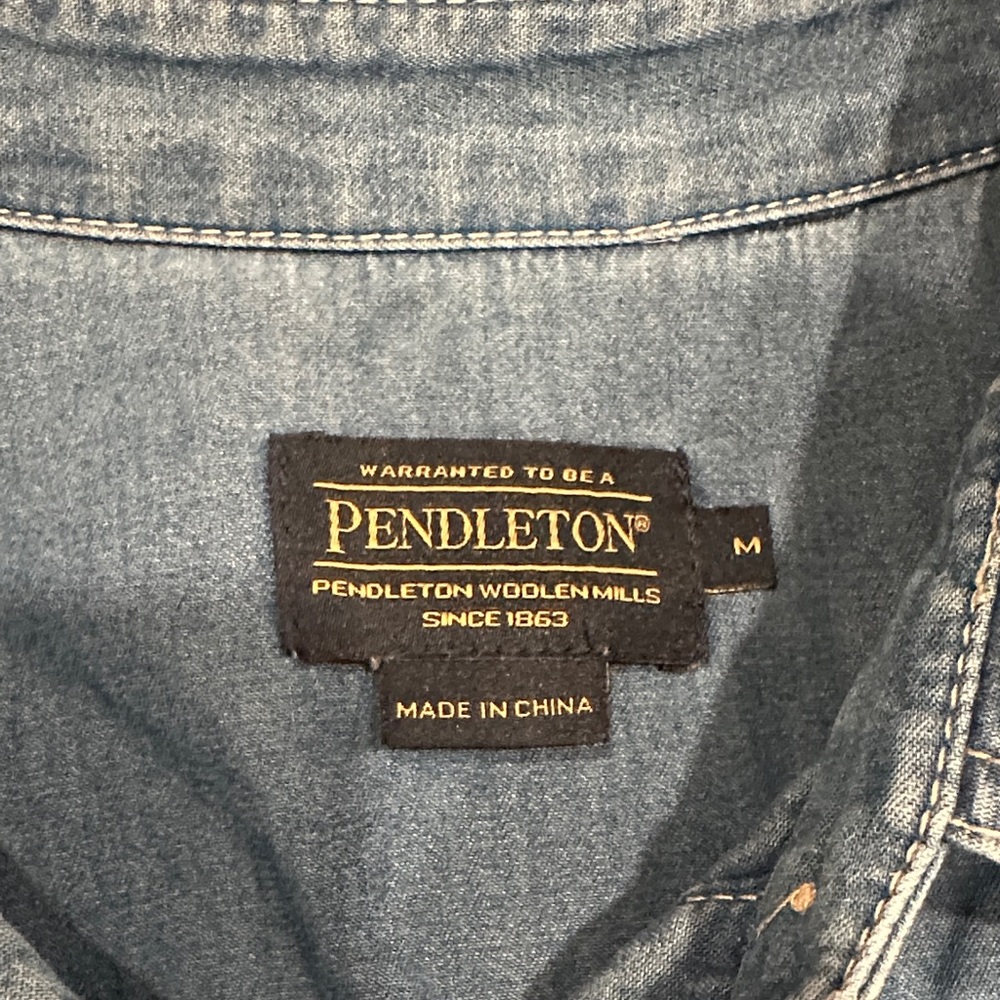 WARRANTED TO BE A
PENDLETON®
PENDLETON WOOLEN MILLS
SINCE 1863
M
MADE IN CHINA